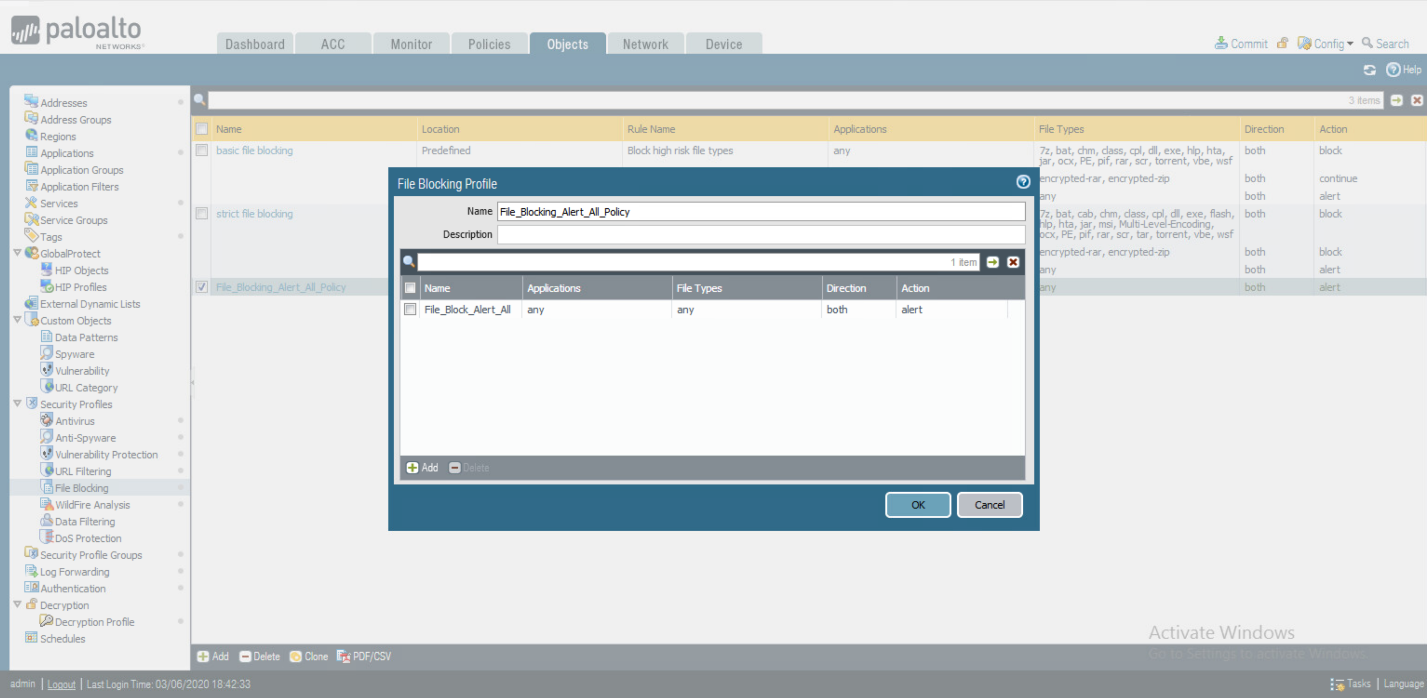 paloalto
NETWORKS
Dashboard ACC Monitor Policies Objects Network Device
Commit Config Search
Help
Addresses
Address Groups
Regions
Applications
Application Groups
Application Filters
Services
Service Groups
Tags
GlobalProtect
HIP Objects
HIP Profiles
External Dynamic Lists
Custom Objects
Data Patterns
Spyware
Vulnerability
URL Category
Security Profiles
Antivirus
Anti-Spyware
Vulnerability Protection
URL Filtering
File Blocking
WildFire Analysis
Data Filtering
DoS Protection
Security Profile Groups
Log Forwarding
Authentication
Decryption
Decryption Profile
Schedules
3 items
Name Location Rule Name Applications File Types Direction Action
basic file blocking Predefined Block high risk file types any 7z, bat, chm, class, cpl, dll, exe, hlp, hta, both block
jar, ocx, PE, pif, rar, scr, torrent, vbe, wsf
encrypted-rar, encrypted-zip both continue
any both alert
strict file blocking 7z, bat, cab, chm, class, cpl, dll, exe, flash, both block
hlp, hta, jar, msi, Multi-Level-Encoding,
ocx, PE, pif, rar, scr, tar, torrent, vbe, wsf
encrypted-rar, encrypted-zip both block
any both alert
File_Blocking_Alert_All_Policy any both alert
File Blocking Profile
Name File_Blocking_Alert_All_Policy
Description
1 item
Name Applications File Types Direction Action
File_Block_Alert_All any any both alert
Add Delete
OK Cancel
Activate Windows
Go to Settings to activate Windows.
Add Delete Clone PDF/CSV
admin | Logout | Last Login Time: 03/06/2020 18:42:33
Tasks | Language